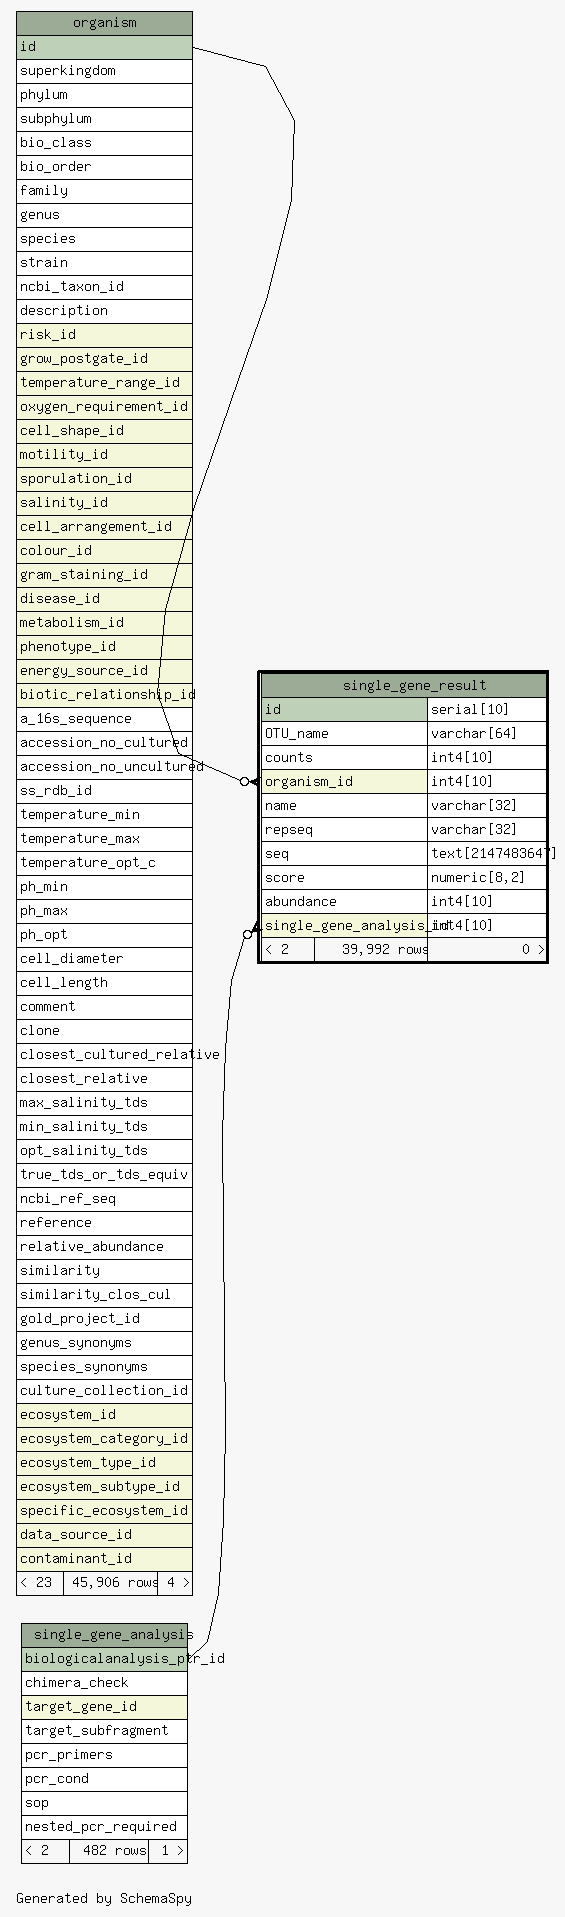 organism
id
superkingdom
phylum
subphylum
bio_class
bio_order
family
genus
species
strain
ncbi_taxon_id
description
risk_id
grow_postgate_id
temperature_range_id
oxygen_requirement_id
cell_shape_id
motility_id
sporulation_id
salinity_id
cell_arrangement_id
colour_id
gram_staining_id
disease_id
metabolism_id
phenotype_id
energy_source_id
biotic_relationship_id
a_16s_sequence
accession_no_cultured
accession_no_uncultured
ss_rdb_id
temperature_min
temperature_max
temperature_opt_c
ph_min
ph_max
ph_opt
cell_diameter
cell_length
comment
clone
closest_cultured_relative
closest_relative
max_salinity_tds
min_salinity_tds
opt_salinity_tds
true_tds_or_tds_equiv
ncbi_ref_seq
reference
relative_abundance
similarity
similarity_clos_cul
gold_project_id
genus_synonyms
species_synonyms
culture_collection_id
ecosystem_id
ecosystem_category_id
ecosystem_type_id
ecosystem_subtype_id
specific_ecosystem_id
data_source_id
contaminant_id
< 23 45,906 rows 4 >
single_gene_result
id serial[10]
OTU_name varchar[64]
counts int4[10]
organism_id int4[10]
name varchar[32]
repseq varchar[32]
seq text[2147483647]
score numeric[8,2]
abundance int4[10]
single_gene_analysis_id int4[10]
< 2 39,992 rows 0 >
single_gene_analysis
biologicalanalysis_ptr_id
chimera_check
target_gene_id
target_subfragment
pcr_primers
pcr_cond
sop
nested_pcr_required
< 2 482 rows 1 >
Generated by SchemaSpy